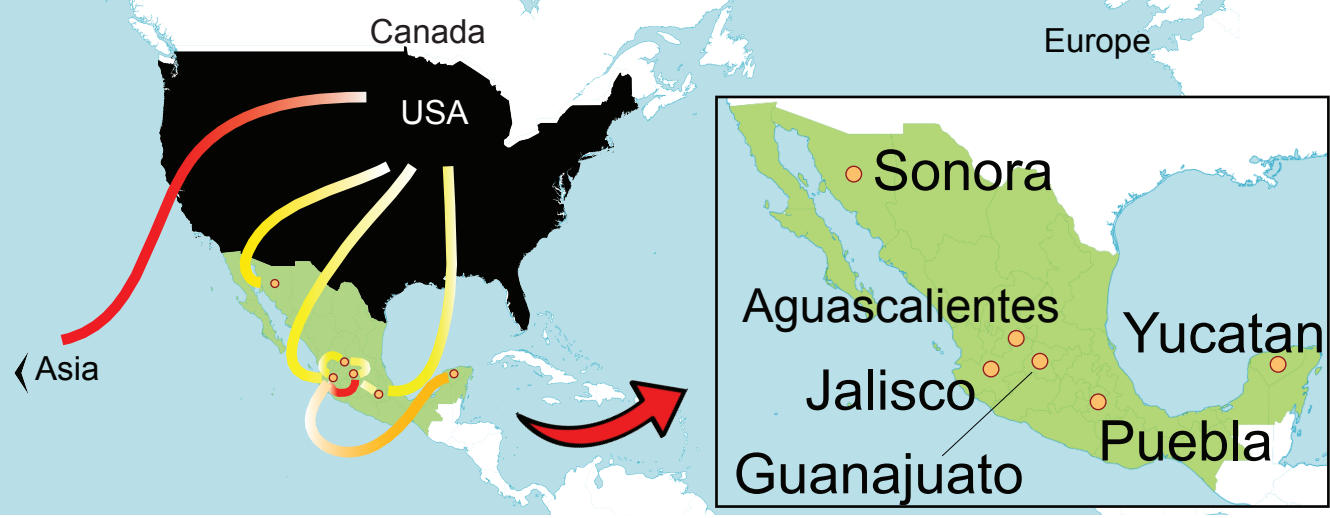 Canada
Europe
USA
Sonora
Aguascalientes
Yucatan
Asia
Jalisco
Puebla
Guanajuato